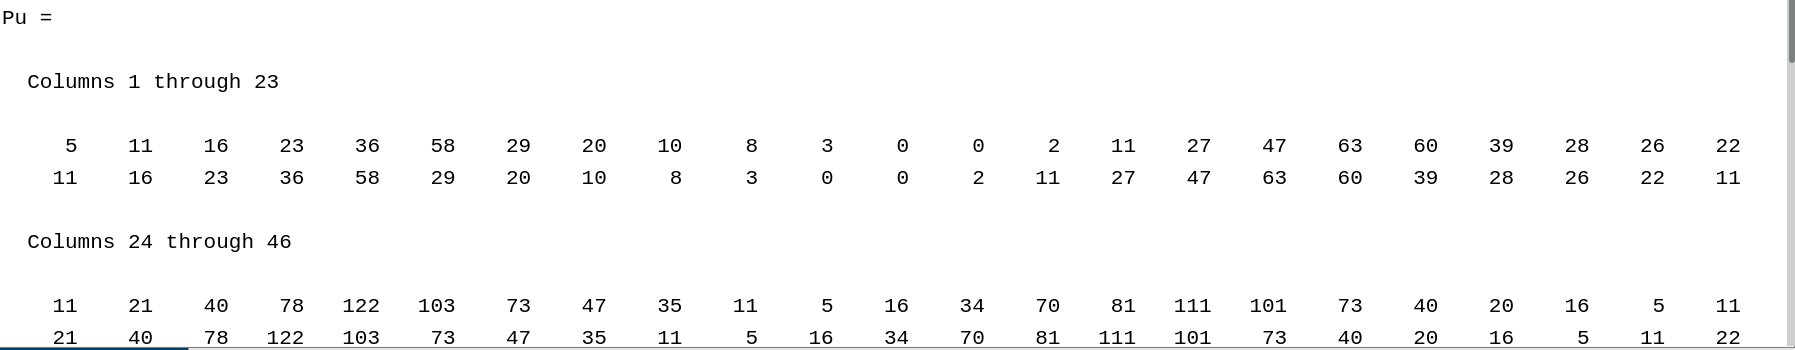 Pu =
Columns 1 through 23
5 11 16 23 36 58 29 20 10 8 3 0 0 2 11 27 47 63 60 39 28 26 22
11 16 23 36 58 29 20 10 8 3 0 0 2 11 27 47 63 60 39 28 26 22 11
Columns 24 through 46
11 21 40 78 122 103 73 47 35 11 5 16 34 70 81 111 101 73 40 20 16 5 11
21 40 78 122 103 73 47 35 11 5 16 34 70 81 111 101 73 40 20 16 5 11 22